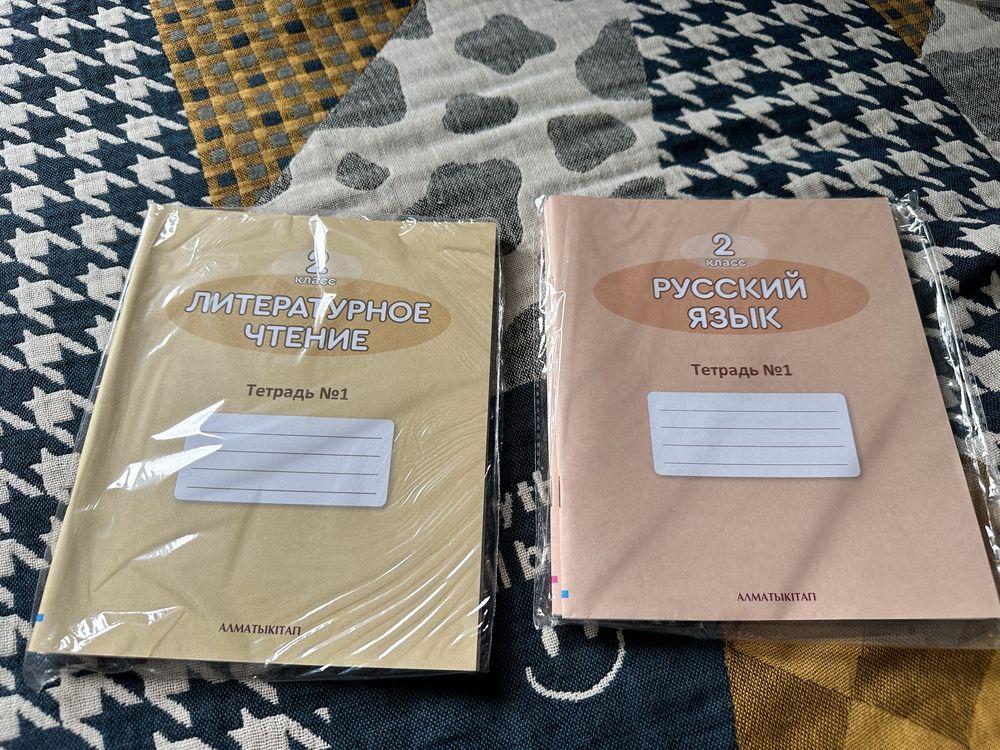 2
класс
ЛИТЕРАТУРНОЕ
ЧТЕНИЕ
Тетрадь №1
АЛМАТЫКІТАП
2
класс
РУССКИЙ
ЯЗЫК
Тетрадь №1
АЛМАТЫКІТАП